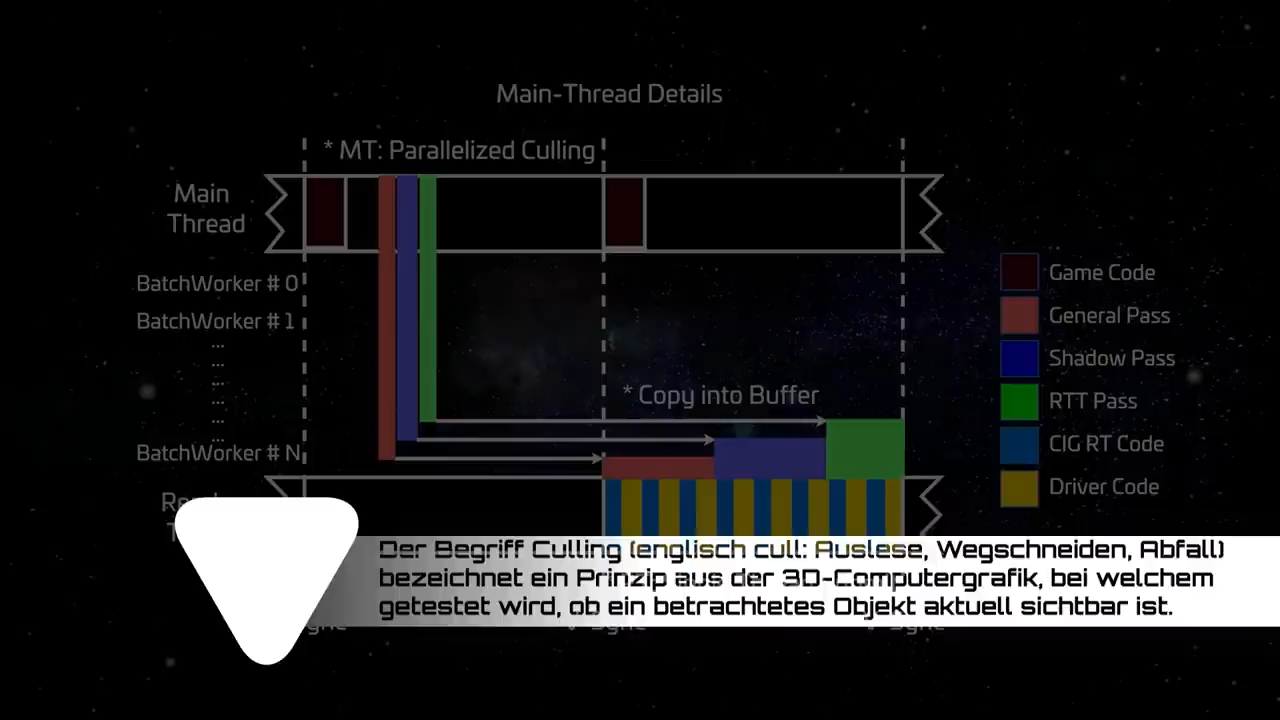 Main-Thread Details
* MT: Parallelized Culling
Main
Thread
BatchWorker # 0
BatchWorker # 1
...
...
...
...
...
...
BatchWorker # N
* Copy into Buffer
Game Code
General Pass
Shadow Pass
RTT Pass
CIG RT Code
Driver Code
Der Begriff Culling (englisch cull: Auslese, Wegschneiden, Abfall)
bezeichnet ein Prinzip aus der 3D-Computergrafik, bei welchem
getestet wird, ob ein betrachtetes Objekt aktuell sichtbar ist.